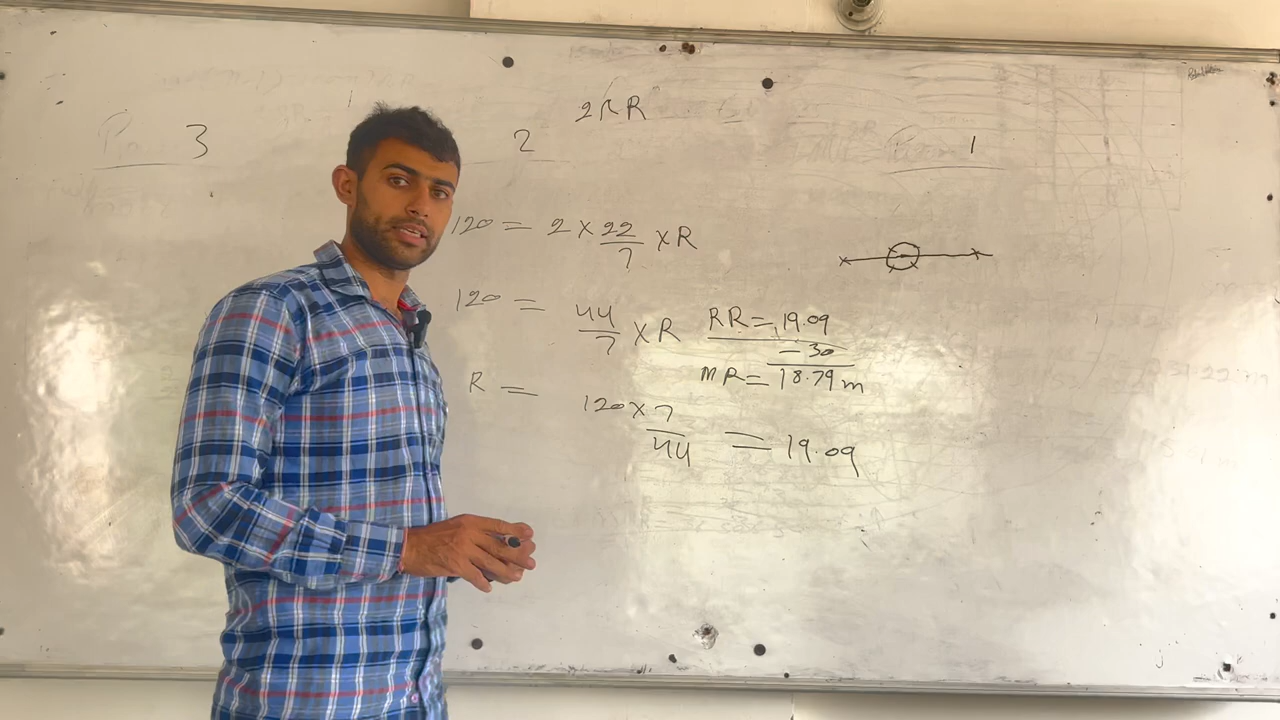 2πR
3
2
1
120 = 2 × 22/7 × R
120 = 44/7 × R
RR = 19.09
- 30
MR = 18.79 m
R = 120 × 7/44 = 19.09